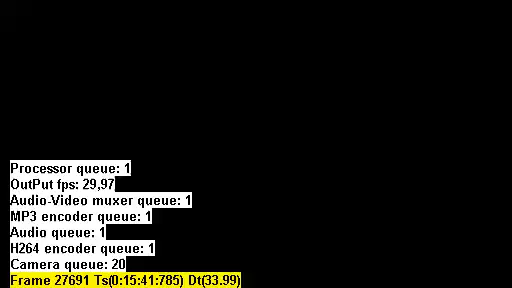 Processor queue: 1
OutPut fps: 29,97
Audio-Video muxer queue: 1
MP3 encoder queue: 1
Audio queue: 1
H264 encoder queue: 1
Camera queue: 20
Frame 27691 Ts(0:15:41:785) Dt(33.99)